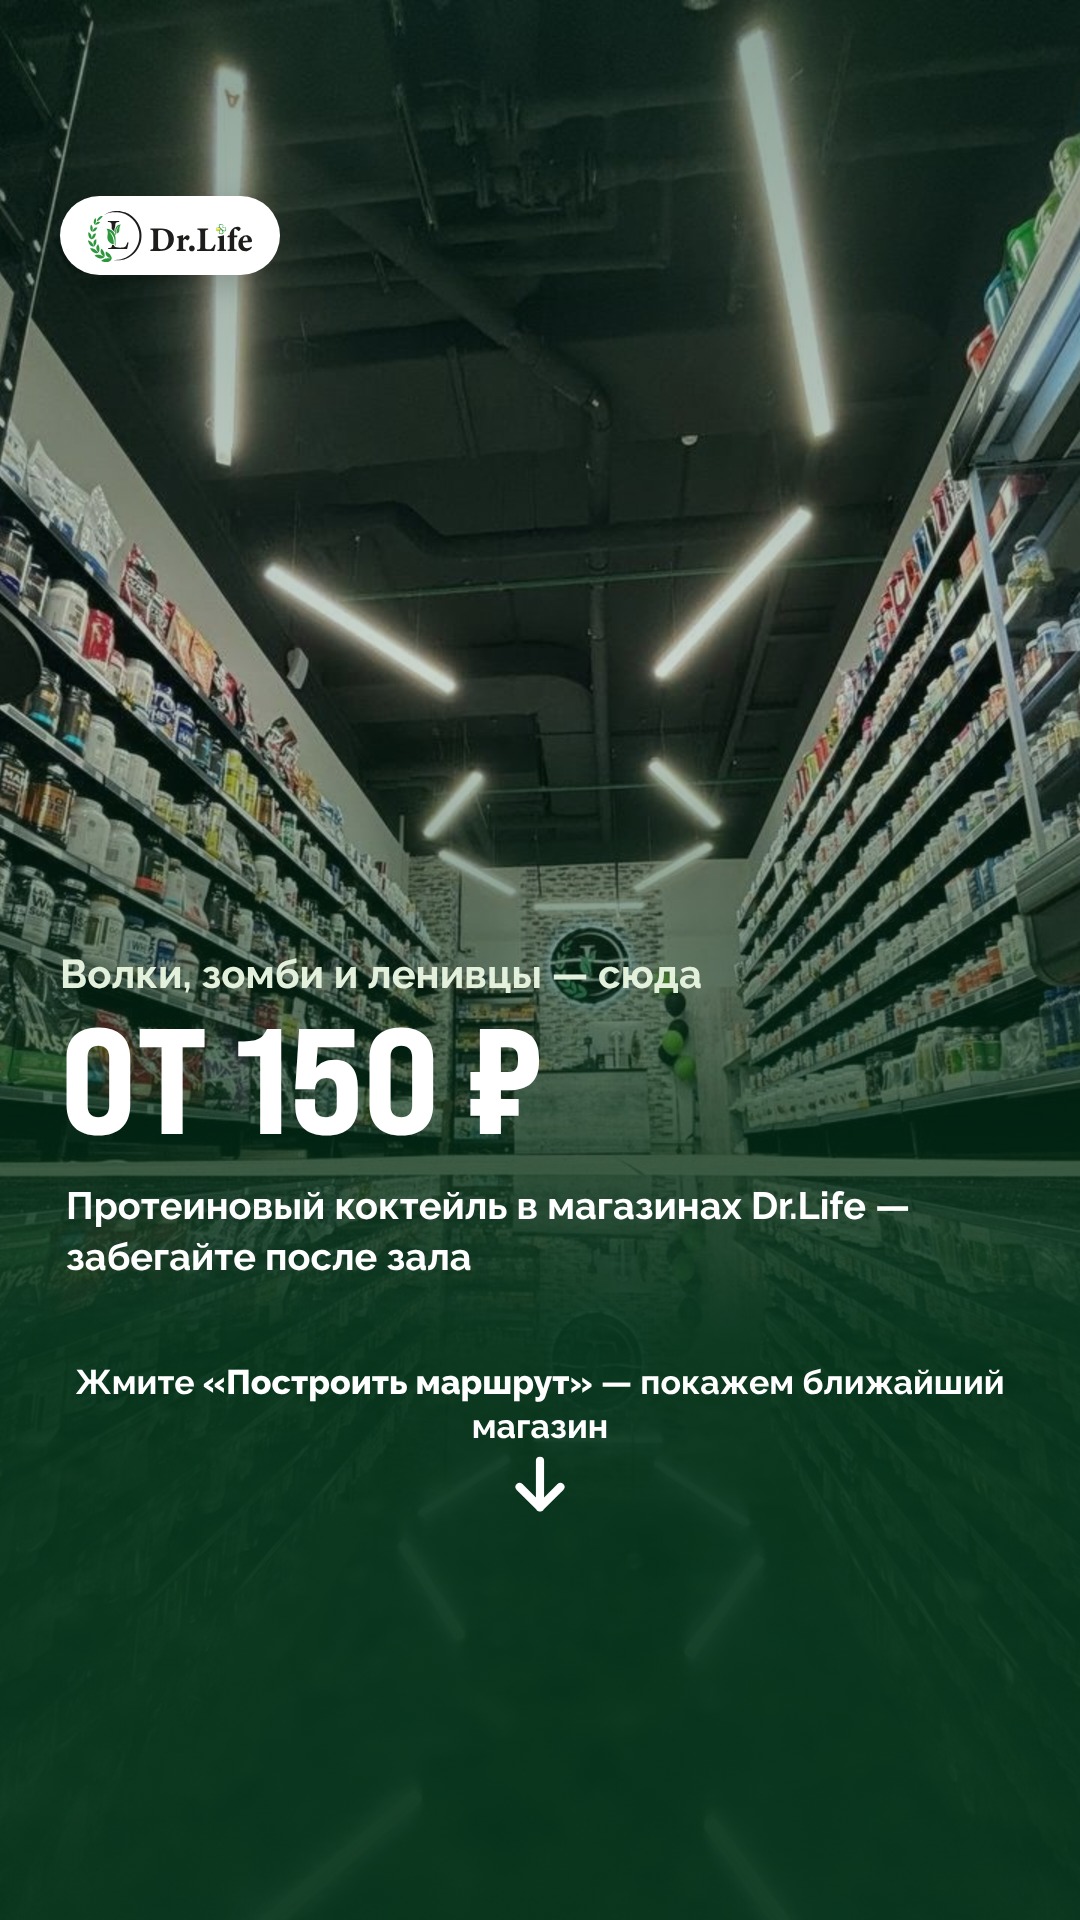 Dr.Life
Волки, зомби и ленивцы — сюда
ОТ 150 ₽
Протеиновый коктейль в магазинах Dr.Life —
забегайте после зала
Жмите «Построить маршрут» — покажем ближайший
магазин